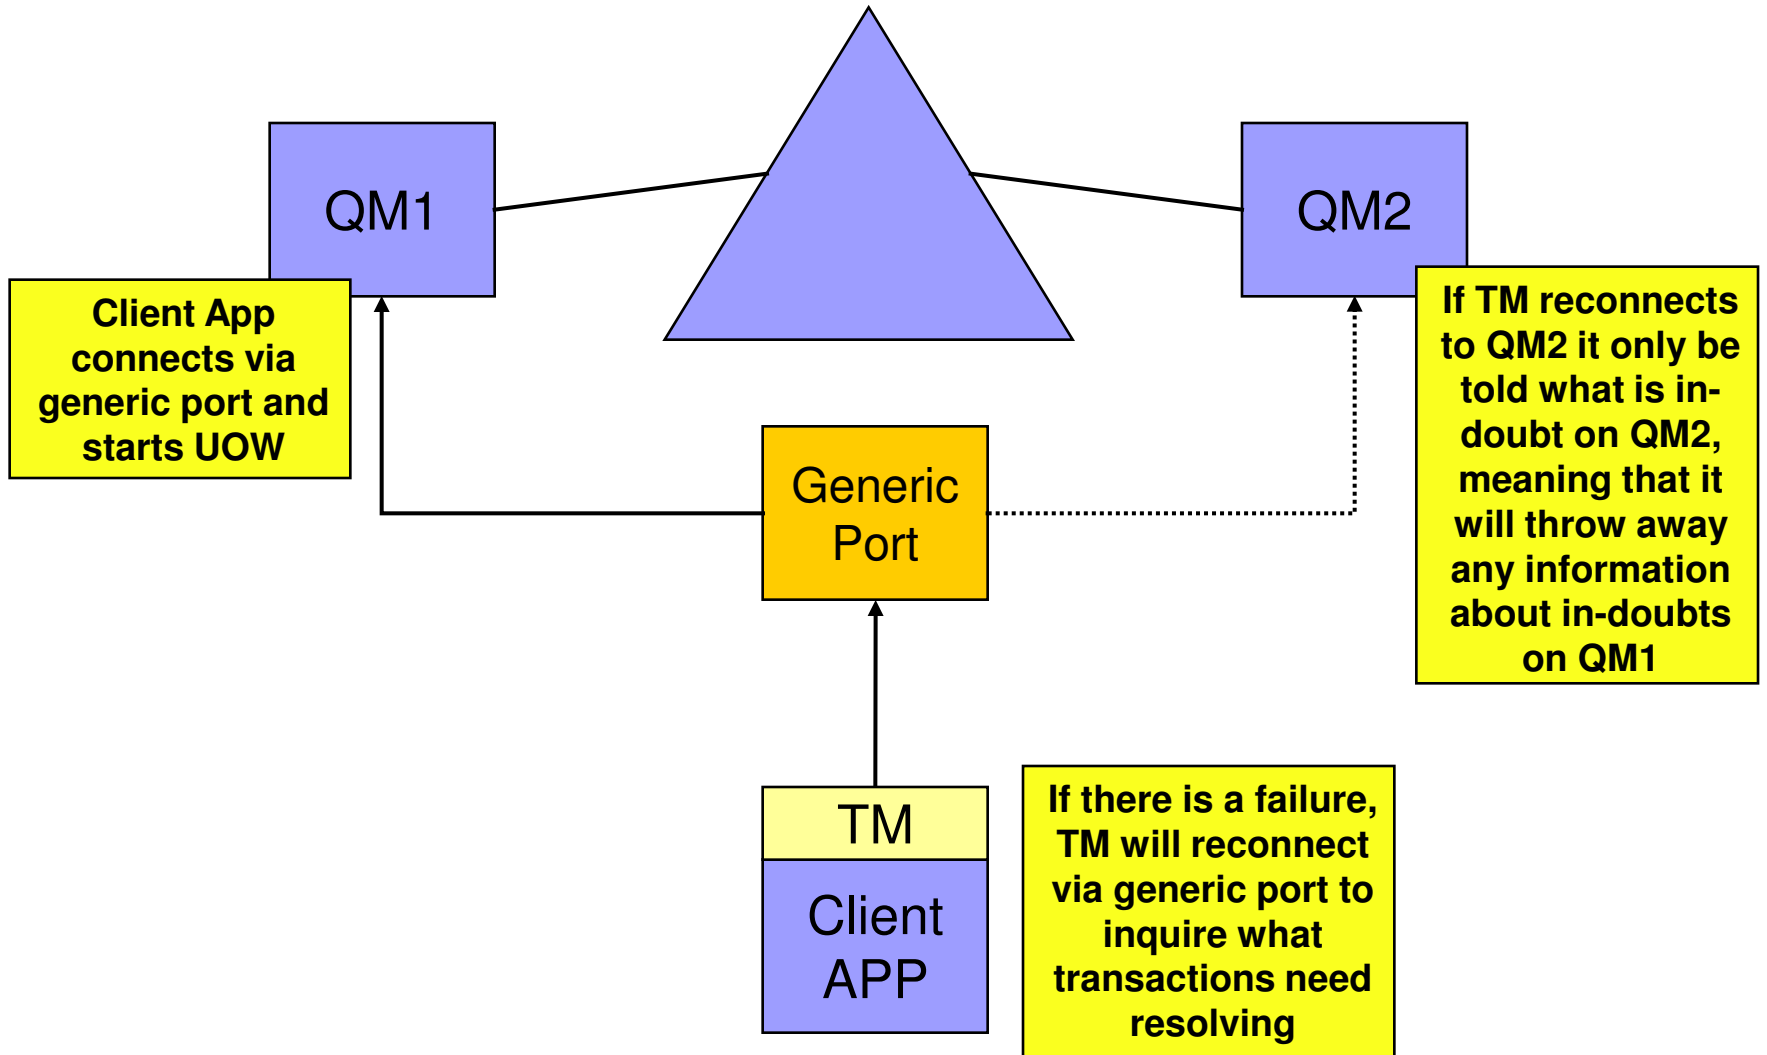 QM1
QM2
Client App
connects via
generic port and
starts UOW
If TM reconnects
to QM2 it only be
told what is in-
doubt on QM2,
meaning that it
will throw away
any information
about in-doubts
on QM1
Generic
Port
TM
Client
APP
If there is a failure,
TM will reconnect
via generic port to
inquire what
transactions need
resolving